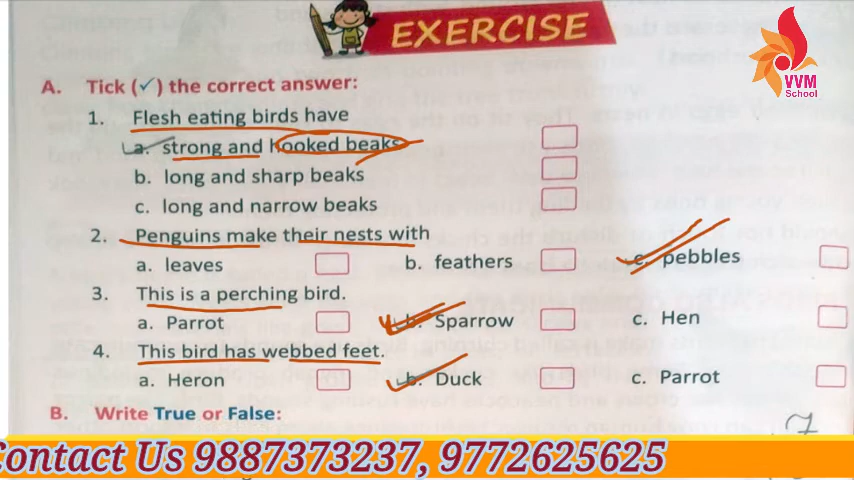 EXERCISE
VVM
School
A. Tick (✓) the correct answer:
1. Flesh eating birds have
a. strong and hooked beaks
b. long and sharp beaks
c. long and narrow beaks
2. Penguins make their nests with
a. leaves b. feathers c. pebbles
3. This is a perching bird.
a. Parrot b. Sparrow c. Hen
4. This bird has webbed feet.
a. Heron b. Duck c. Parrot
B. Write True or False:
Contact Us 9887373237, 9772625625